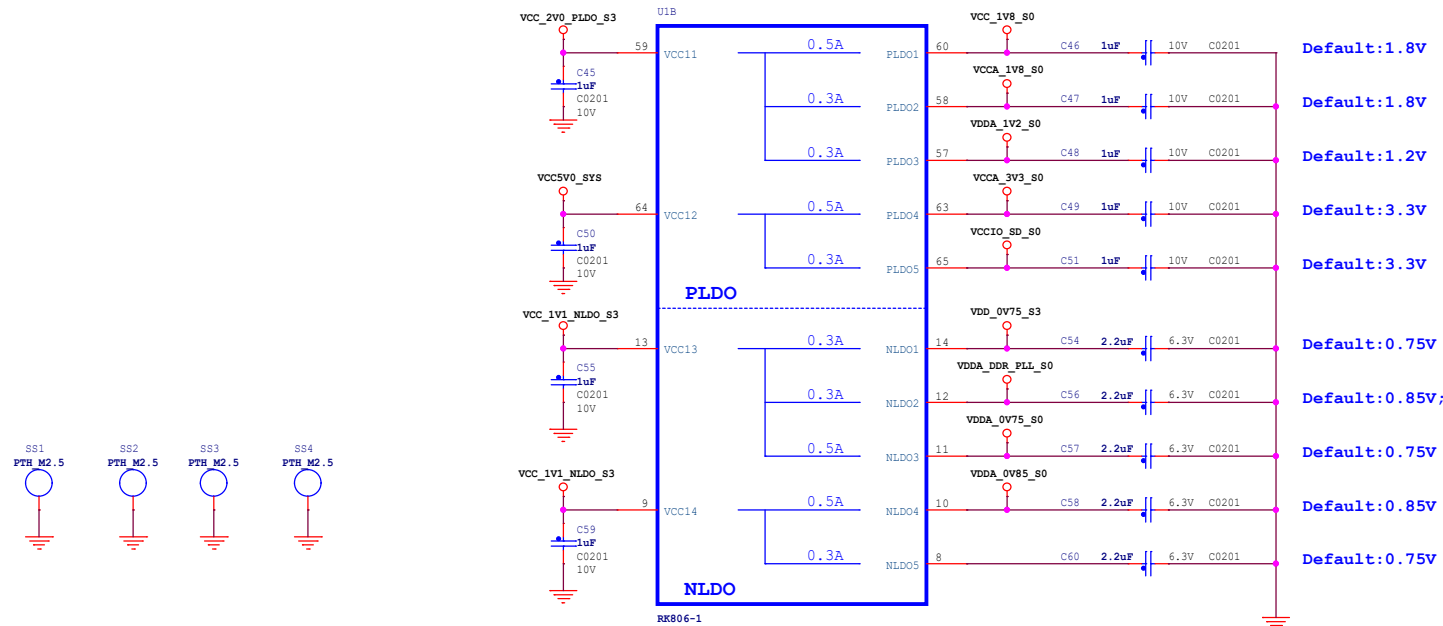 U1B
VCC_2V0_PLDO_S3
59 VCC11 0.5A PLDO1 60 VCC_1V8_S0 C46 1uF 10V C0201 Default:1.8V
C45
1uF
C0201
10V
0.3A PLDO2 58 VCCA_1V8_S0 C47 1uF 10V C0201 Default:1.8V
0.3A PLDO3 57 VDDA_1V2_S0 C48 1uF 10V C0201 Default:1.2V
VCC5V0_SYS
64 VCC12 0.5A PLDO4 63 VCCA_3V3_S0 C49 1uF 10V C0201 Default:3.3V
C50
1uF
C0201
10V
0.3A PLDO5 65 VCCIO_SD_S0 C51 1uF 10V C0201 Default:3.3V
PLDO
VCC_1V1_NLDO_S3
13 VCC13 0.3A NLDO1 14 VDD_0V75_S3 C54 2.2uF 6.3V C0201 Default:0.75V
C55
1uF
C0201
10V
0.3A NLDO2 12 VDDA_DDR_PLL_S0 C56 2.2uF 6.3V C0201 Default:0.85V;
0.5A NLDO3 11 VDDA_0V75_S0 C57 2.2uF 6.3V C0201 Default:0.75V
VCC_1V1_NLDO_S3
9 VCC14 0.5A NLDO4 10 VDDA_0V85_S0 C58 2.2uF 6.3V C0201 Default:0.85V
C59
1uF
C0201
10V
0.3A NLDO5 8 C60 2.2uF 6.3V C0201 Default:0.75V
NLDO
RK806-1
SS1 SS2 SS3 SS4
PTH_M2.5 PTH_M2.5 PTH_M2.5 PTH_M2.5